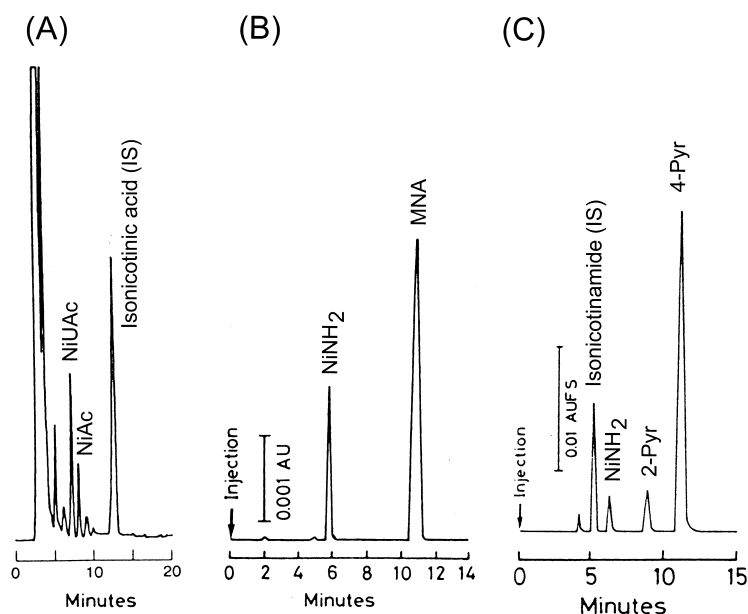 (A)
NiUAc
NiAc
Isonicotinic acid (IS)
0 10 20
Minutes
(B)
Injection
0.001 AU
NiNH2
MNA
0 2 4 6 8 10 12 14
Minutes
(C)
Injection
0.01 AUFS
Isonicotinamide (IS)
NiNH2
2-Pyr
4-Pyr
0 5 10 15
Minutes